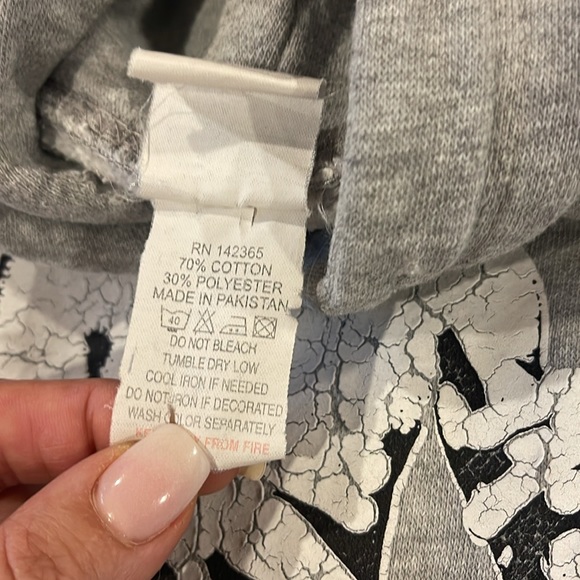 RN 142365
70% COTTON
30% POLYESTER
MADE IN PAKISTAN
40
DO NOT BLEACH
TUMBLE DRY LOW
COOL IRON IF NEEDED
DO NOT IRON IF DECORATED
WASH COLOR SEPARATELY
FROM FIRE